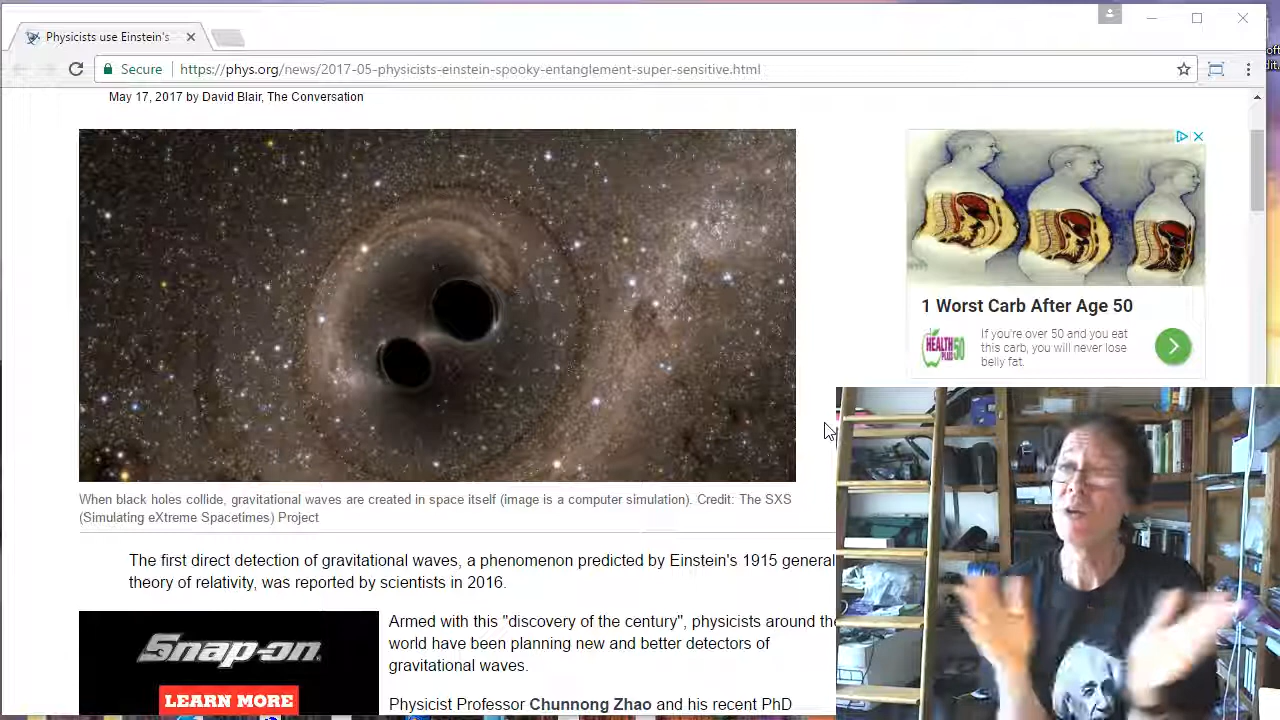 Physicists use Einstein's
Secure
https://phys.org/news/2017-05-physicists-einstein-spooky-entanglement-super-sensitive.html
May 17, 2017 by David Blair, The Conversation
1 Worst Carb After Age 50
HEALTH
PLUS50
If you're over 50 and you eat
this carb, you will never lose
belly fat.
When black holes collide, gravitational waves are created in space itself (image is a computer simulation). Credit: The SXS
(Simulating eXtreme Spacetimes) Project
The first direct detection of gravitational waves, a phenomenon predicted by Einstein's 1915 general
theory of relativity, was reported by scientists in 2016.
Snap-on
LEARN MORE
Armed with this "discovery of the century", physicists around the
world have been planning new and better detectors of
gravitational waves.
Physicist Professor Chunnong Zhao and his recent PhD